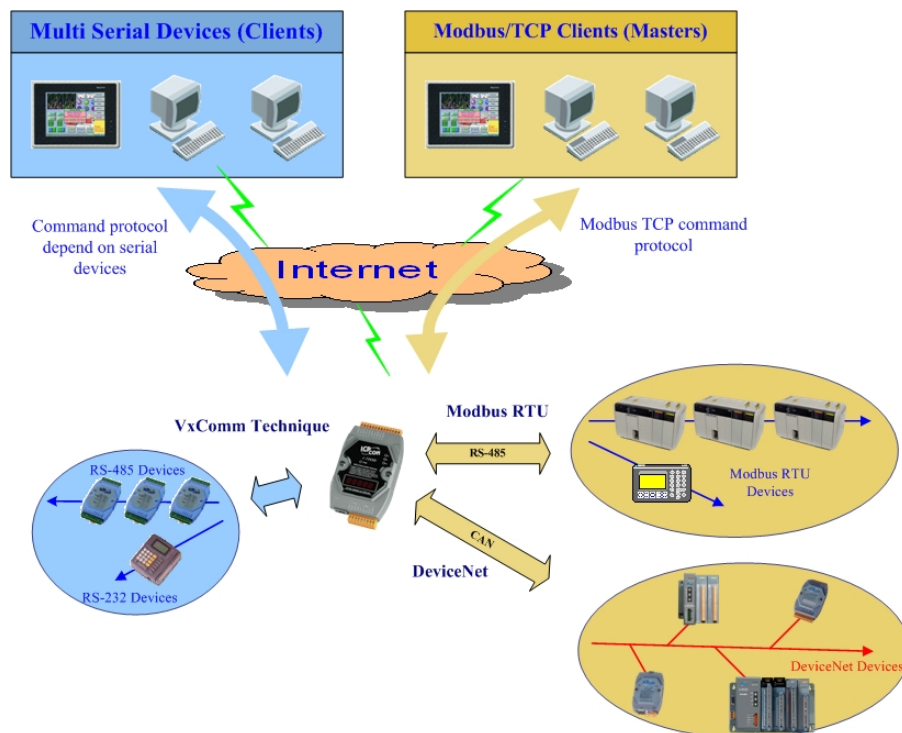 Multi Serial Devices (Clients)
Modbus/TCP Clients (Masters)
Command protocol
depend on serial
devices
Modbus TCP command
protocol
Internet
VxComm Technique
Modbus RTU
RS-485
RS-485 Devices
RS-232 Devices
Modbus RTU
Devices
CAN
DeviceNet
DeviceNet Devices